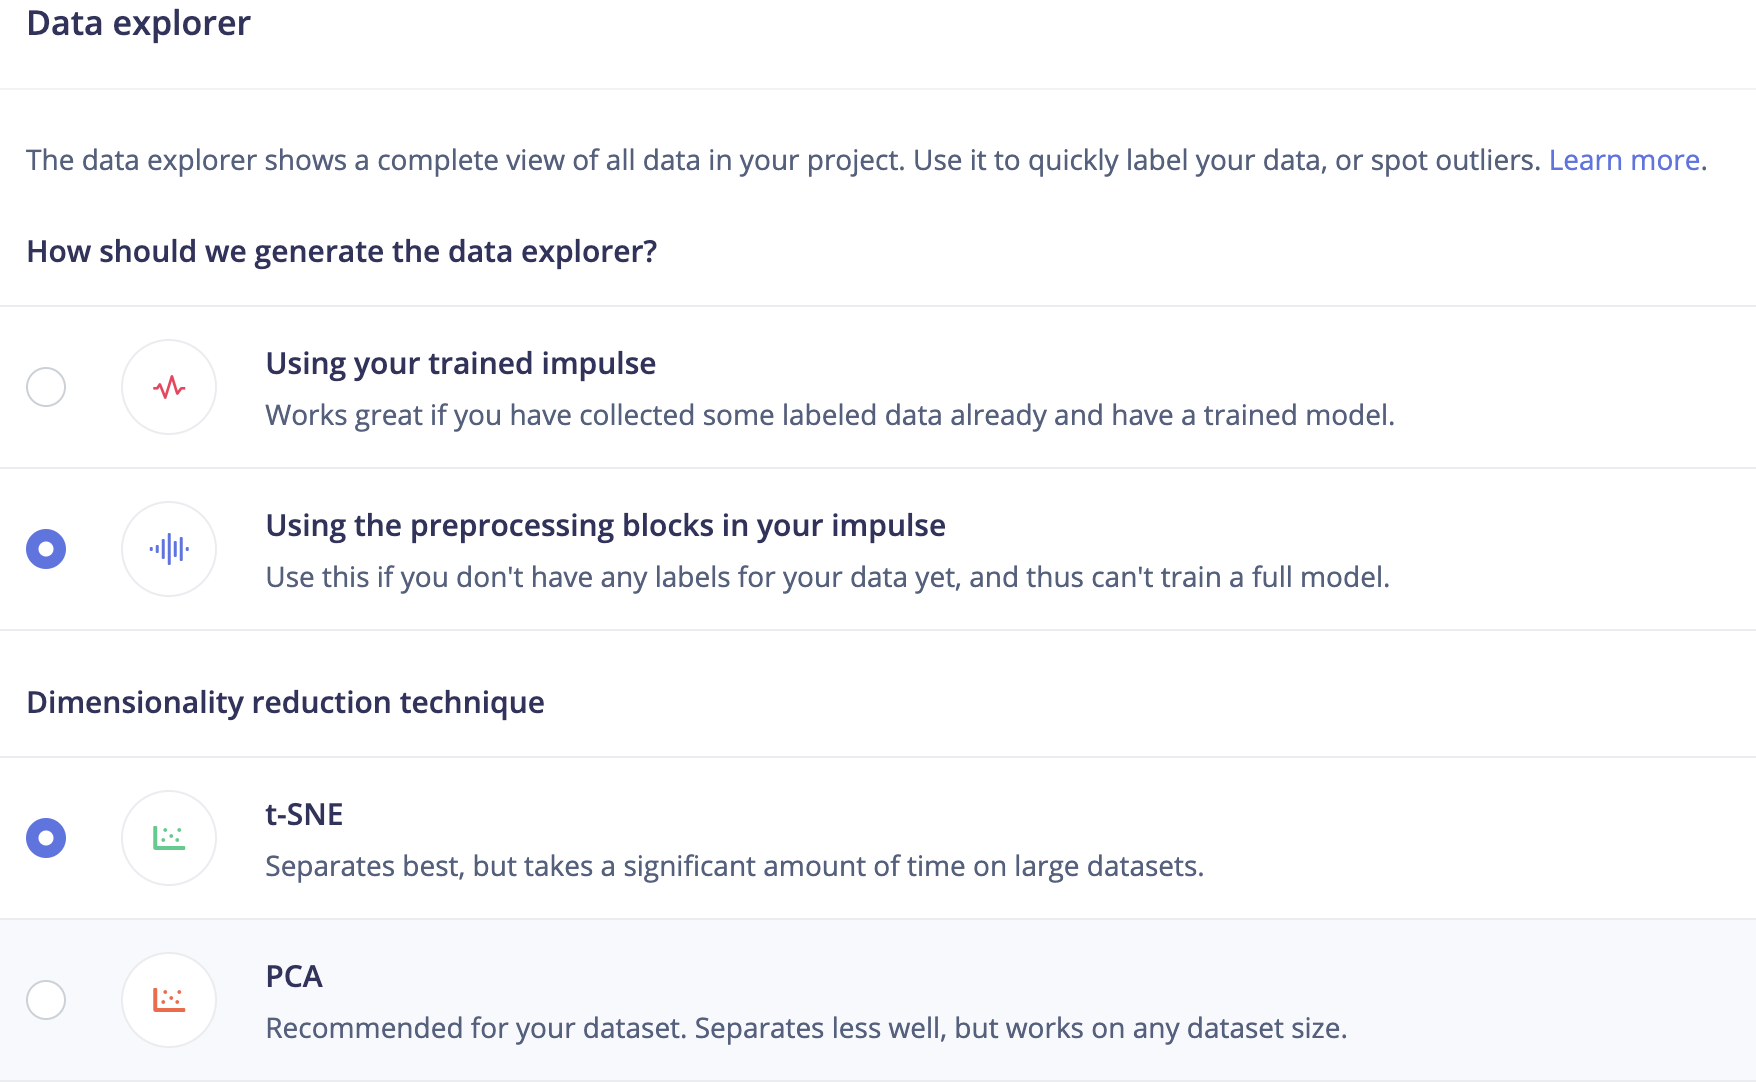 Data explorer
The data explorer shows a complete view of all data in your project. Use it to quickly label your data, or spot outliers. Learn more.
How should we generate the data explorer?
Using your trained impulse
Works great if you have collected some labeled data already and have a trained model.
Using the preprocessing blocks in your impulse
Use this if you don't have any labels for your data yet, and thus can't train a full model.
Dimensionality reduction technique
t-SNE
Separates best, but takes a significant amount of time on large datasets.
PCA
Recommended for your dataset. Separates less well, but works on any dataset size.